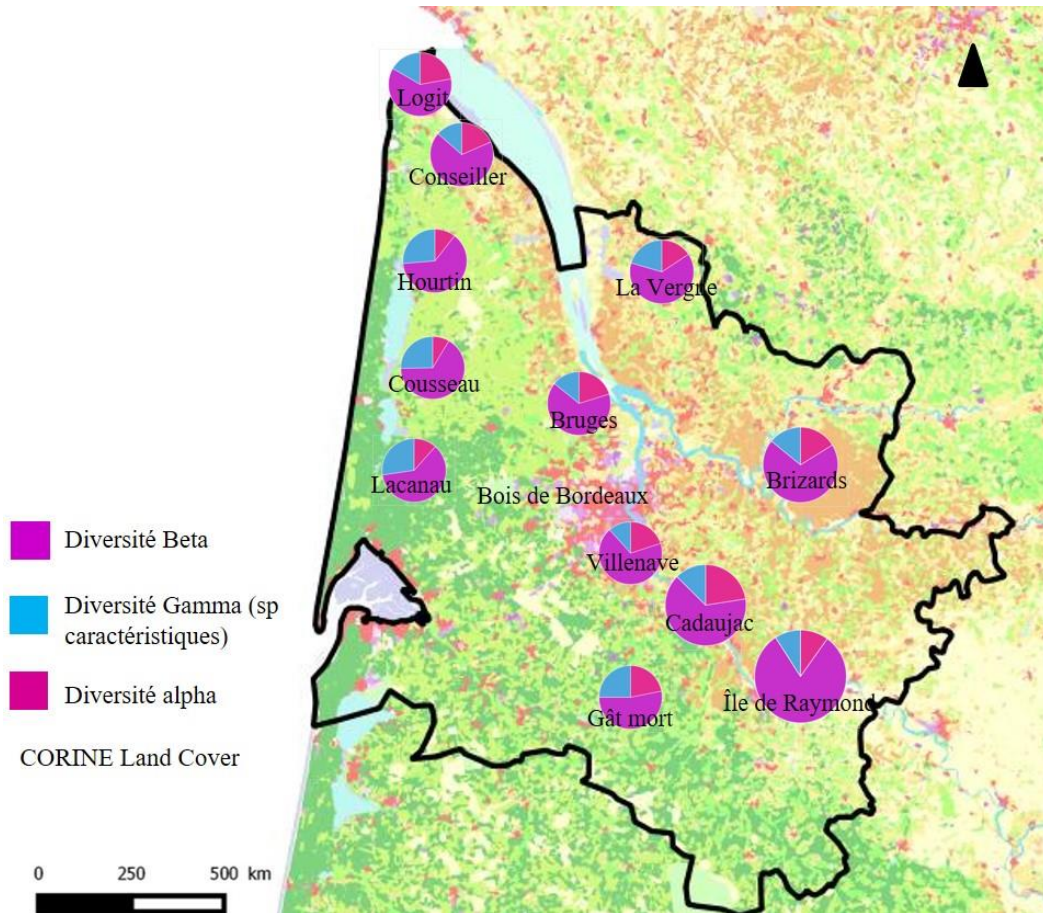 Logit
Conseiller
Hourtin
La Vergne
Cousseau
Bruges
Lacanau
Bois de Bordeaux
Brizards
Villenave
Cadaujac
Île de Raymond
Gât mort
Diversité Beta
Diversité Gamma (sp
caractéristiques)
Diversité alpha
CORINE Land Cover
0 250 500 km